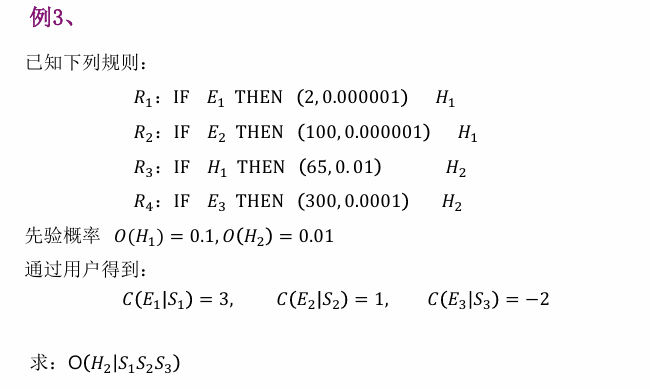 例3、
已知下列规则：
R₁：IF E₁ THEN (2, 0.000001) H₁
R₂：IF E₂ THEN (100, 0.000001) H₁
R₃：IF H₁ THEN (65, 0.01) H₂
R₄：IF E₃ THEN (300, 0.0001) H₂
先验概率 O(H₁) = 0.1, O(H₂) = 0.01
通过用户得到：
C(E₁|S₁) = 3, C(E₂|S₂) = 1, C(E₃|S₃) = −2
求：O(H₂|S₁S₂S₃)